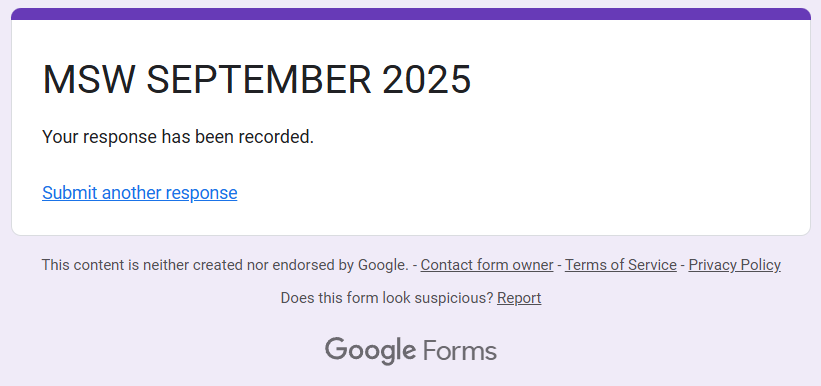 MSW SEPTEMBER 2025
Your response has been recorded.
Submit another response
This content is neither created nor endorsed by Google. - Contact form owner - Terms of Service - Privacy Policy
Does this form look suspicious? Report
Google Forms